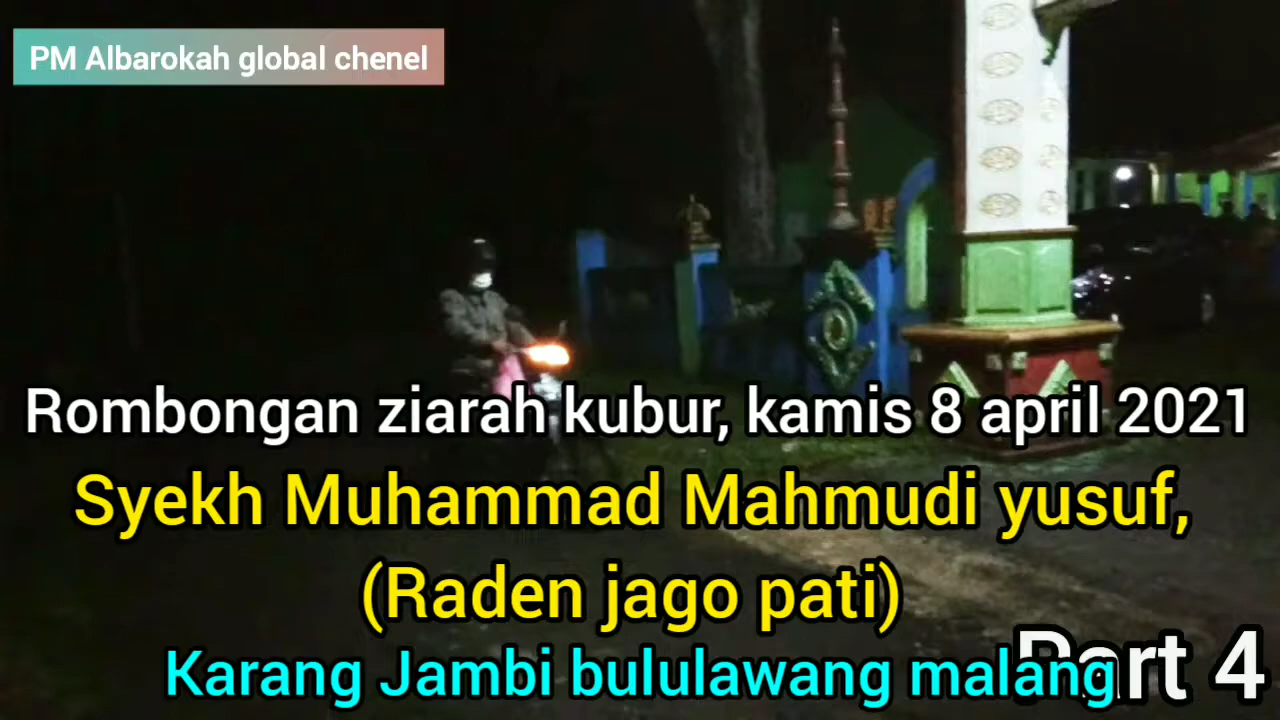 PM Albarokah global chenel
Rombongan ziarah kubur, kamis 8 april 2021
Syekh Muhammad Mahmudi yusuf,
(Raden jago pati)
Karang Jambi bululawang malang
Part 4